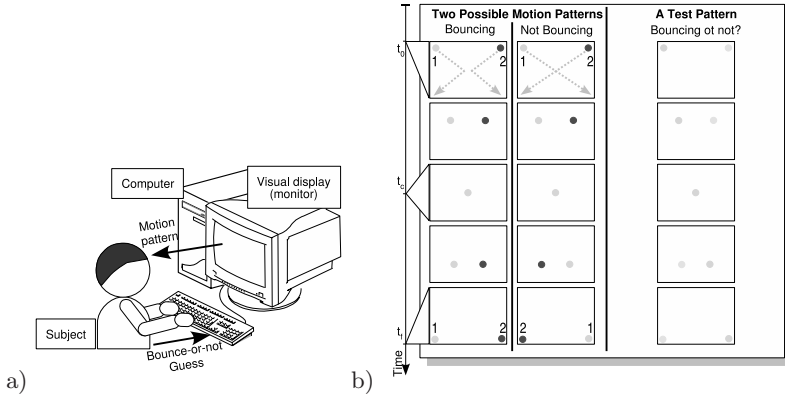 Computer
Visual display
(monitor)
Motion
pattern
Subject
Bounce-or-not
Guess
a)
Two Possible Motion Patterns
Bouncing
Not Bouncing
A Test Pattern
Bouncing ot not?
t0
1 2
1 2
tc
tf
1 2
2 1
Time
b)